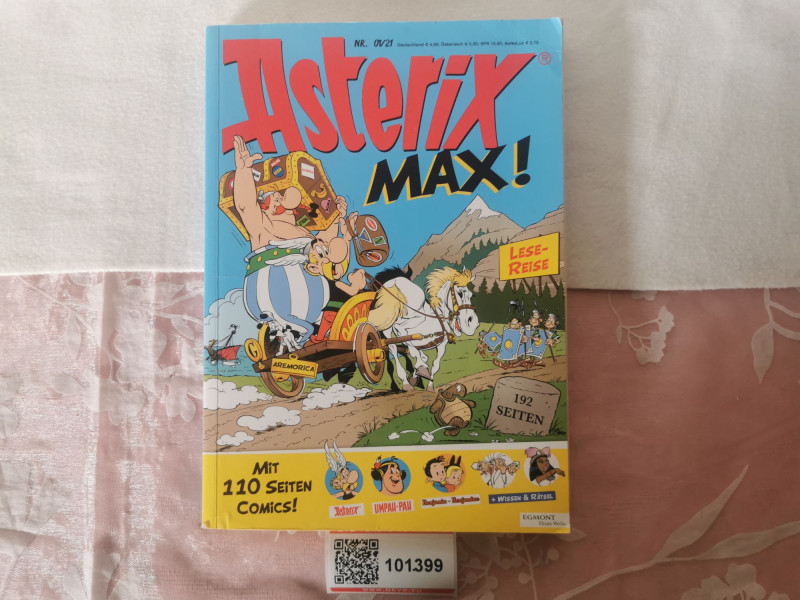 NR. 01/21
Asterix®
MAX!
LESE-
REISE
AREMORICA
192
SEITEN
MIT
110 SEITEN
COMICS!
ASTERIX
UMPAH-PAH
+ WISSEN & RÄTSEL
EGMONT
101399